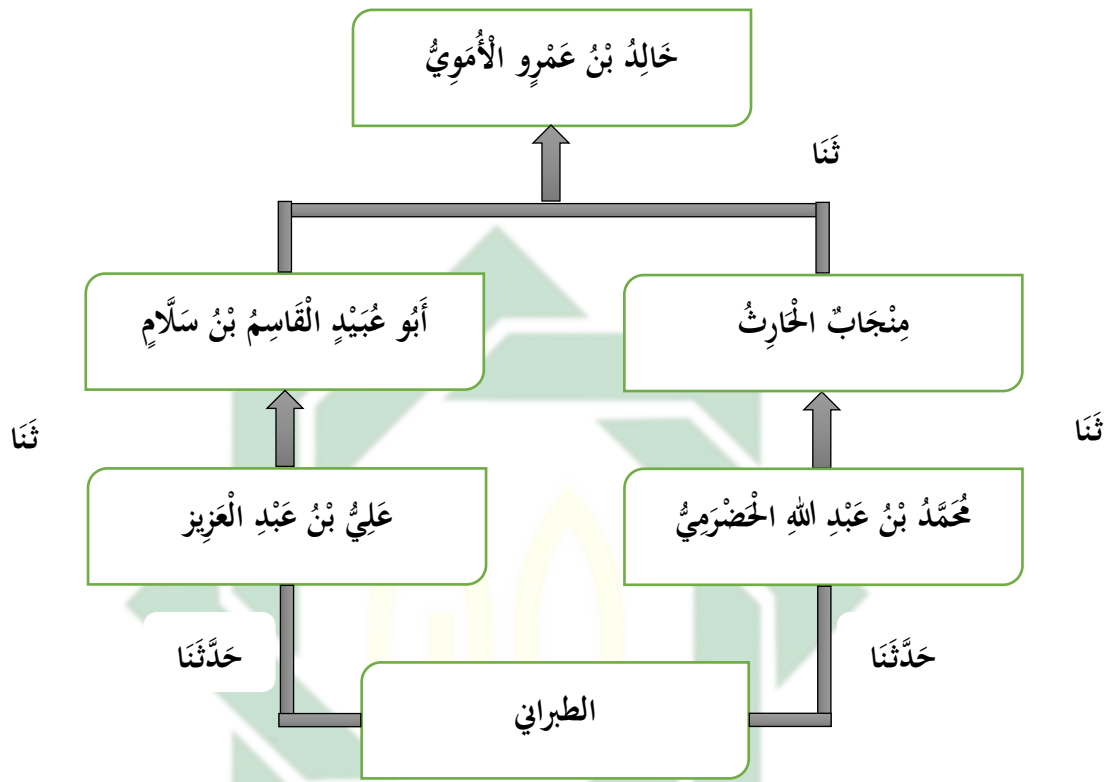 خَالِدُ بْنُ عَمْرٍو الْأُمَوِيُّ
ثَنَا
مِنْجَابٌ الْحَارِثُ
أَبُو عُبَيْدٍ الْقَاسِمُ بْنُ سَلَّامٍ
ثَنَا
ثَنَا
مُحَمَّدُ بْنُ عَبْدِ اللهِ الْحَضْرَمِيُّ
عَلِيُّ بْنُ عَبْدِ الْعَزِيز
حَدَّثَنَا
حَدَّثَنَا
الطبراني